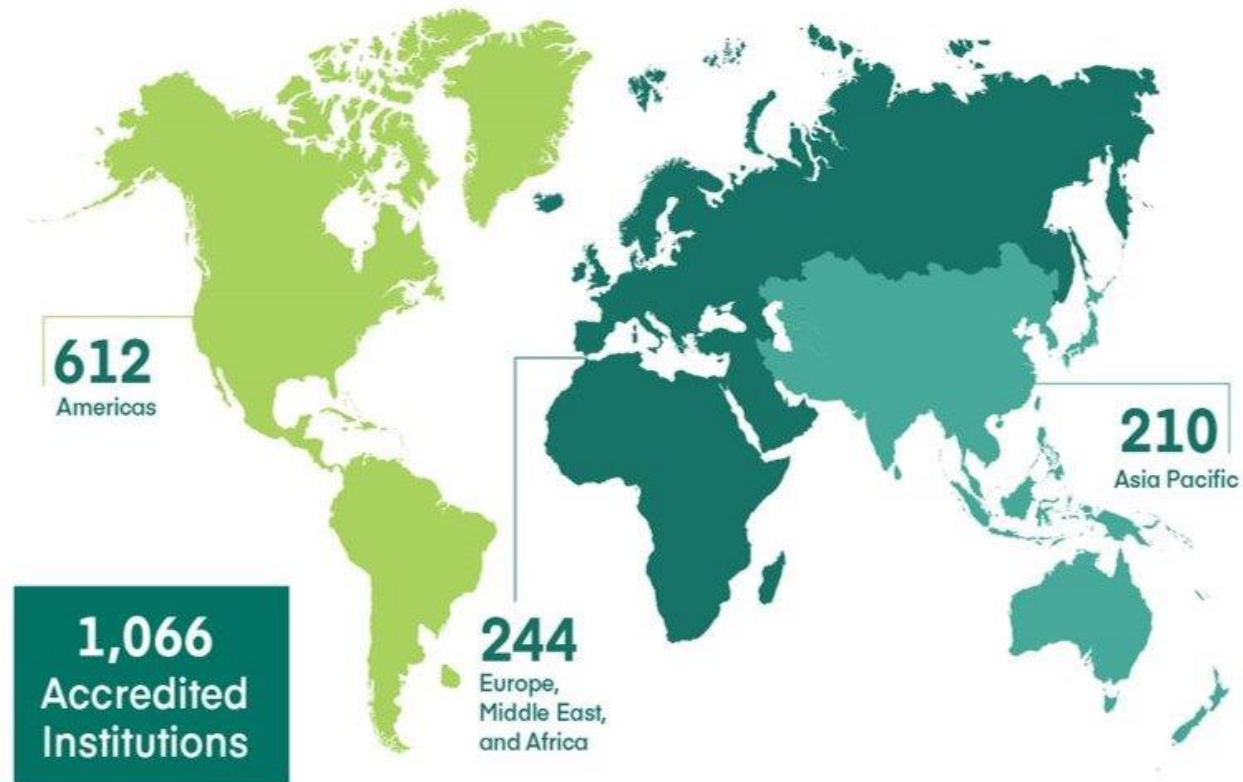 612
Americas
210
Asia Pacific
244
Europe,
Middle East,
and Africa
1,066
Accredited
Institutions